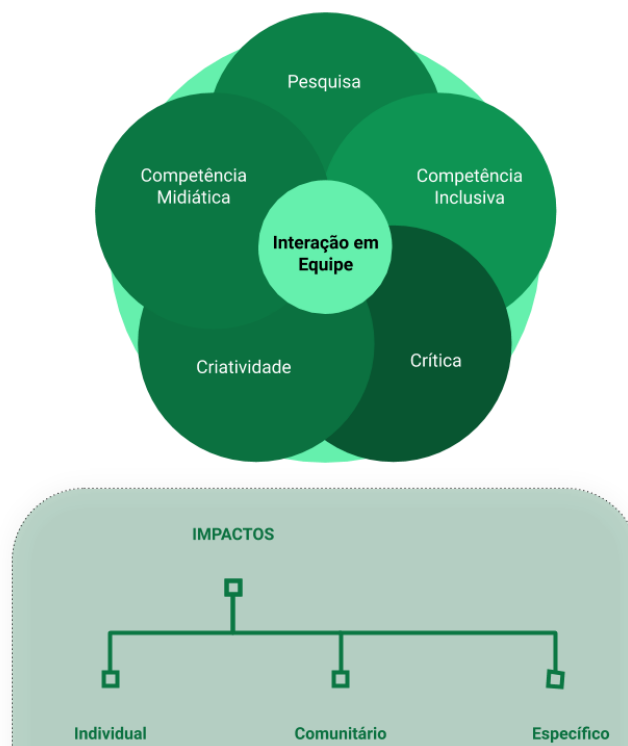 Pesquisa
Competência
Midiática
Competência
Inclusiva
Interação em
Equipe
Criatividade
Crítica
IMPACTOS
Individual
Comunitário
Específico